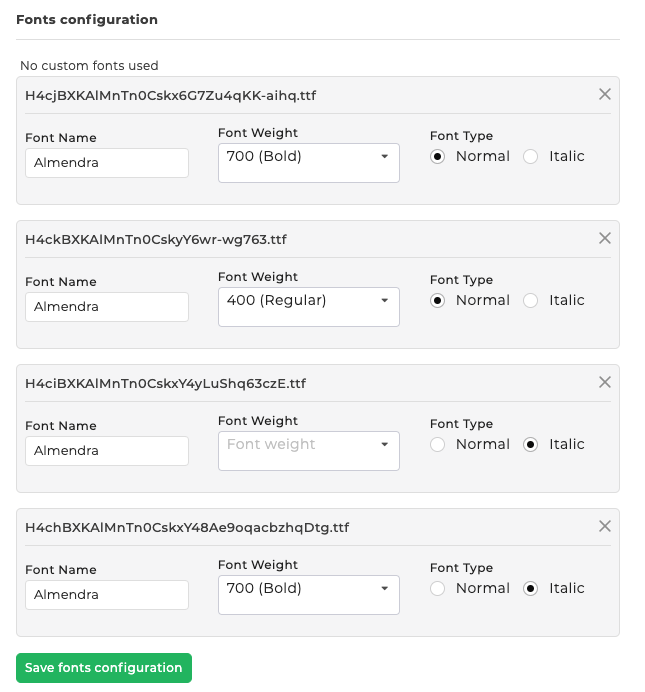 Fonts configuration
No custom fonts used
H4cjBXKAlMnTn0Cskx6G7Zu4qKK-aihq.ttf
Font Name
Font Weight
Font Type
Almendra
700 (Bold)
Normal
Italic
H4ckBXKAlMnTn0CskyY6wr-wg763.ttf
Font Name
Font Weight
Font Type
Almendra
400 (Regular)
Normal
Italic
H4ciBXKAlMnTn0CskxY4yLuShq63czE.ttf
Font Name
Font Weight
Font Type
Almendra
Font weight
Normal
Italic
H4chBXKAlMnTn0CskxY48Ae9oqacbzhqDtg.ttf
Font Name
Font Weight
Font Type
Almendra
700 (Bold)
Normal
Italic
Save fonts configuration